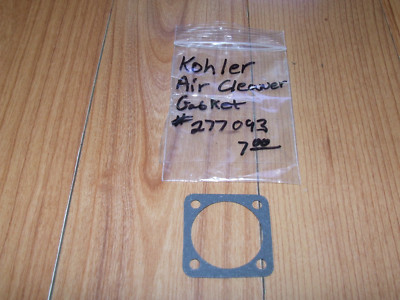 Kohler
Air Cleaner
Gasket
# 277093
7.00